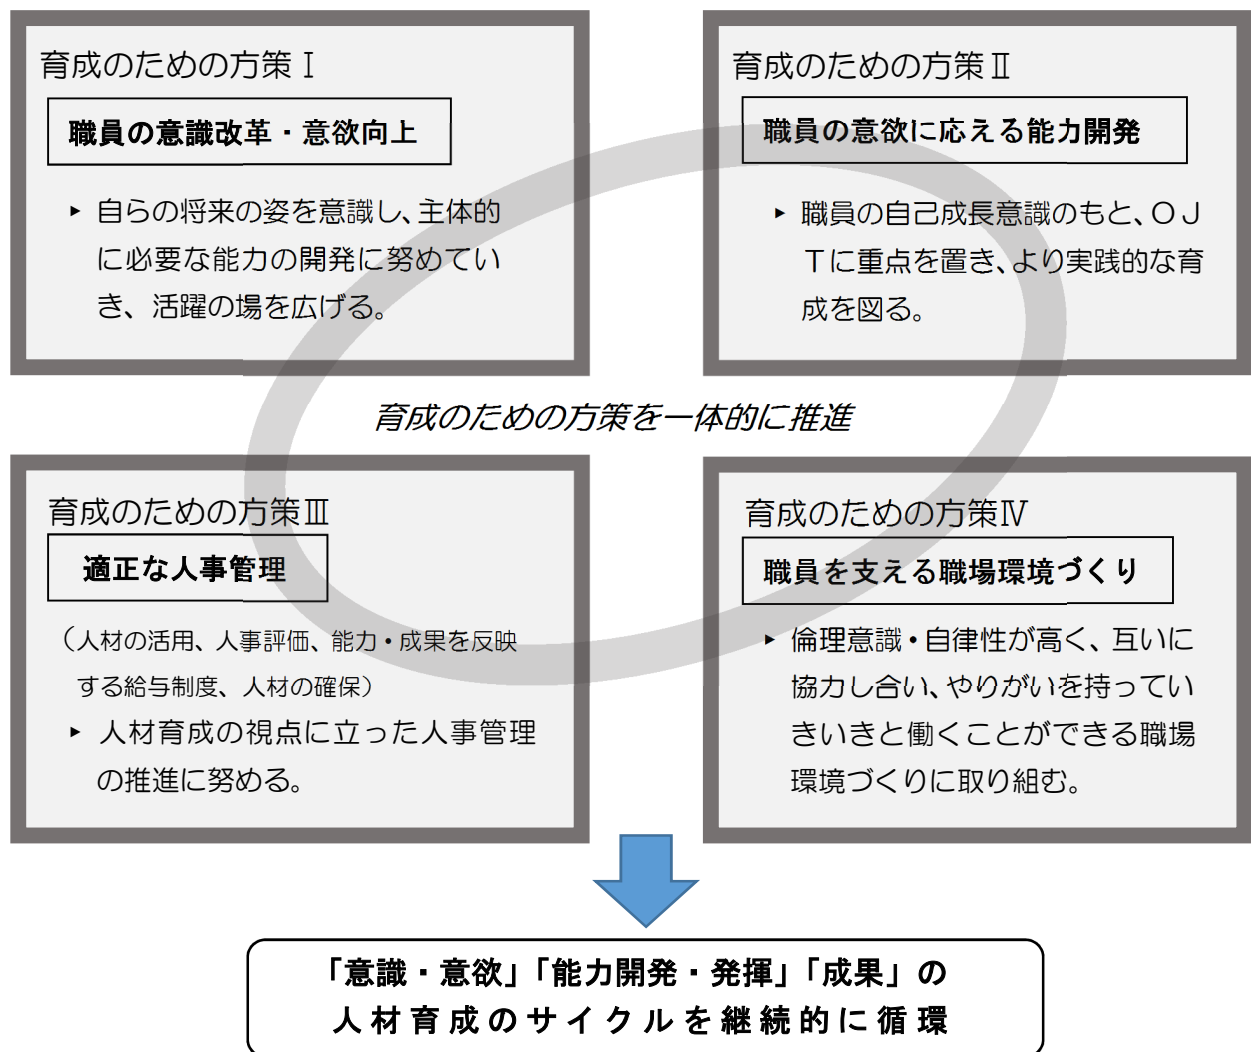 育成のための方策Ⅰ
職員の意識改革・意欲向上
▸ 自らの将来の姿を意識し、主体的
に必要な能力の開発に努めてい
き、活躍の場を広げる。
育成のための方策Ⅱ
職員の意欲に応える能力開発
▸ 職員の自己成長意識のもと、ＯＪ
Ｔに重点を置き、より実践的な育
成を図る。
育成のための方策を一体的に推進
育成のための方策Ⅲ
適正な人事管理
（人材の活用、人事評価、能力・成果を反映
する給与制度、人材の確保）
▸ 人材育成の視点に立った人事管理
の推進に努める。
育成のための方策Ⅳ
職員を支える職場環境づくり
▸ 倫理意識・自律性が高く、互いに
協力し合い、やりがいを持ってい
きいきと働くことができる職場
環境づくりに取り組む。
「意識・意欲」「能力開発・発揮」「成果」の
人材育成のサイクルを継続的に循環